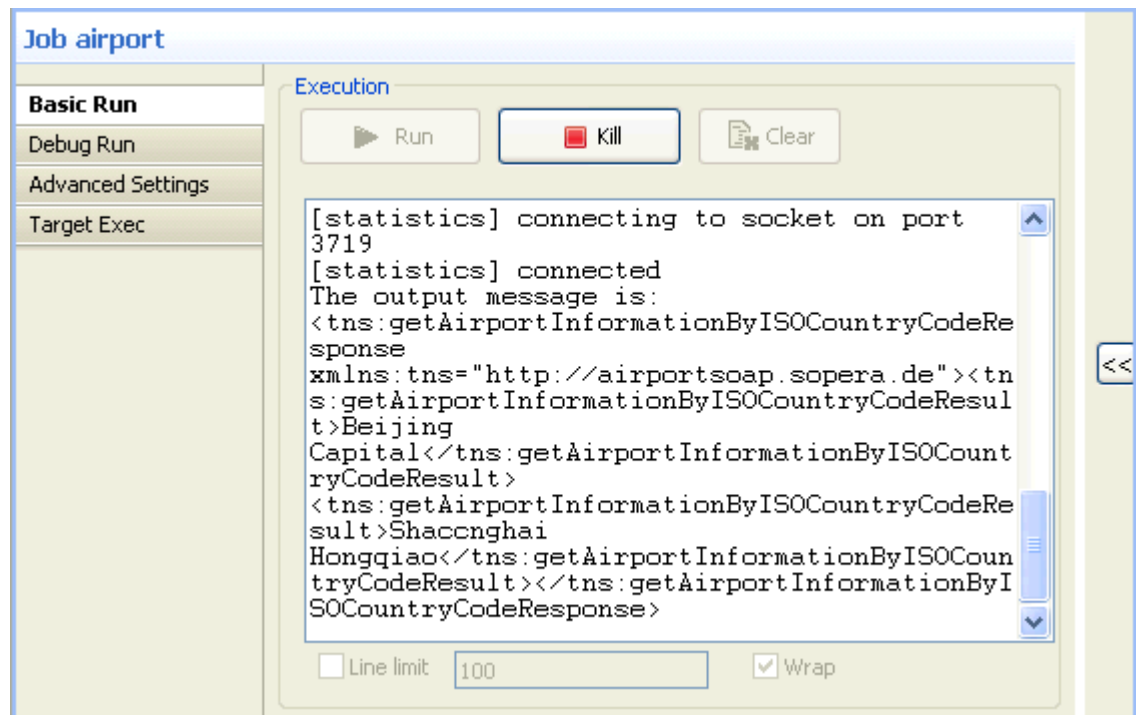 Job airport
Basic Run
Debug Run
Advanced Settings
Target Exec
Execution
Run
Kill
Clear
[statistics] connecting to socket on port
3719
[statistics] connected
The output message is:
<tns:getAirportInformationByISOCountryCodeRe
sponse
xmlns:tns="http://airportsoap.sopera.de"><tn
s:getAirportInformationByISOCountryCodeResul
t>Beijing
Capital</tns:getAirportInformationByISOCount
ryCodeResult>
<tns:getAirportInformationByISOCountryCodeRe
sult>Shaccnghai
Hongqiao</tns:getAirportInformationByISOCoun
tryCodeResult></tns:getAirportInformationByI
SOCountryCodeResponse>
Line limit
100
Wrap
<<